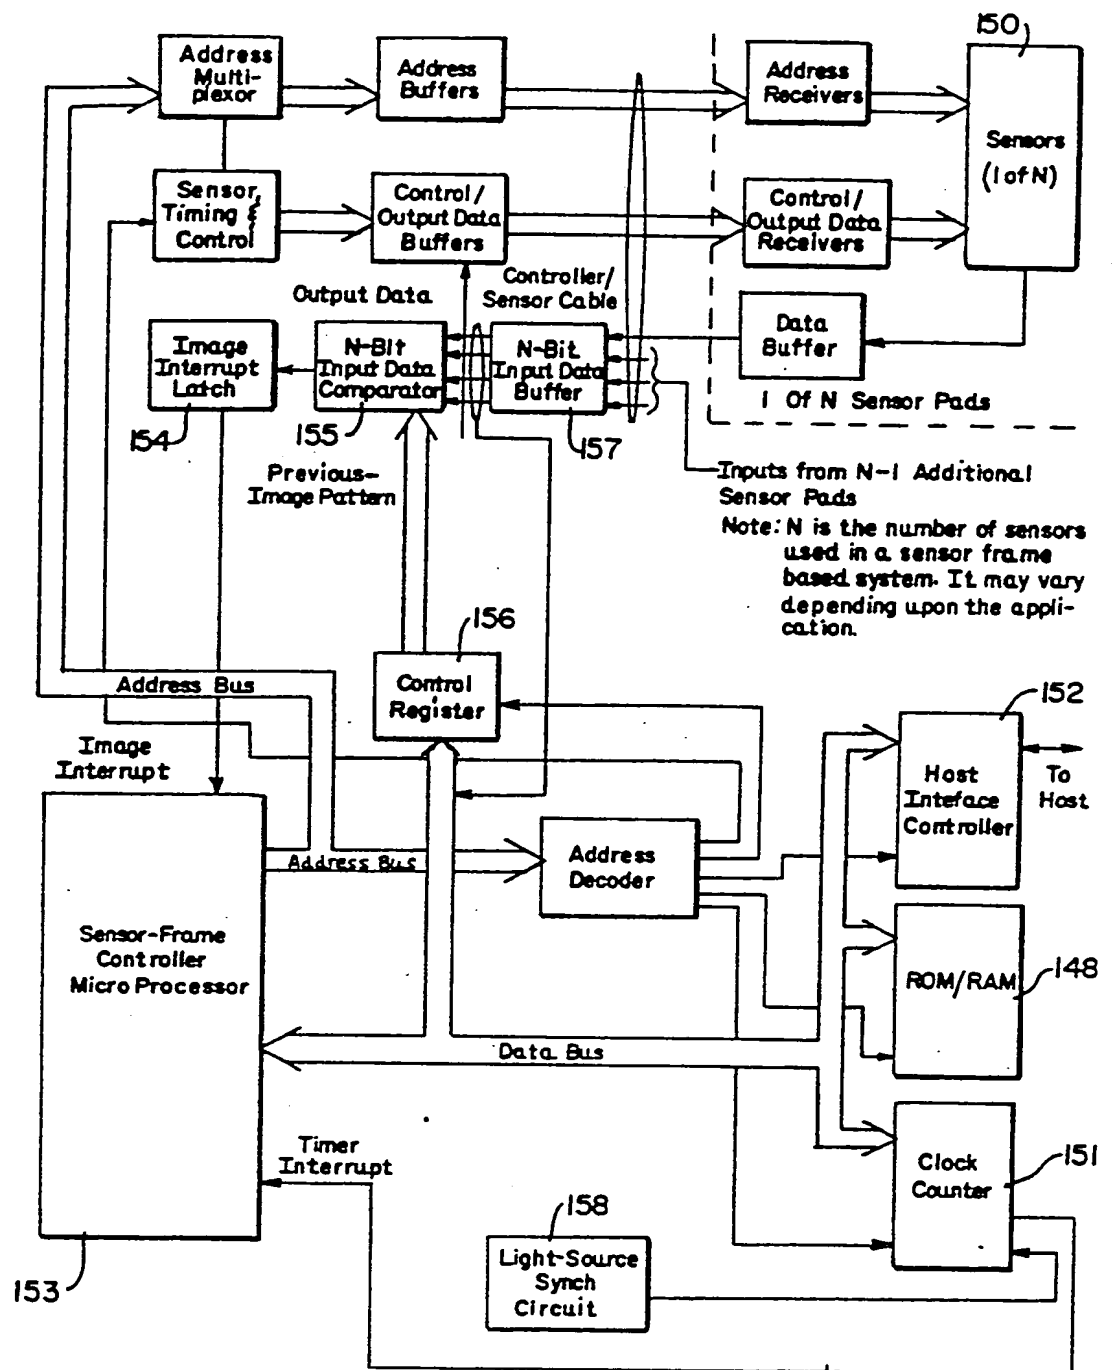 150
Address
Multi-
plexor
Address
Buffers
Address
Receivers
Sensors
(1 of N)
Sensor,
Timing &
Control
Control/
Output Data
Buffers
Control/
Output Data
Receivers
Output Data
Controller/
Sensor Cable
Image
Interrupt
Latch
N-Bit
Input Data
Comparator
N-Bit
Input Data
Buffer
Data
Buffer
1 Of N Sensor Pads
154
155
157
Previous-
Image Pattern
Inputs from N-1 Additional
Sensor Pads
Note: N is the number of sensors
used in a sensor frame
based system. It may vary
depending upon the appli-
cation.
156
Control
Register
Address Bus
152
Image
Interrupt
Host
Inteface
Controller
To
Host
Address Bus
Address
Decoder
Sensor-Frame
Controller
Micro Processor
ROM/RAM
148
Data Bus
Timer
Interrupt
Clock
Counter
151
158
Light-Source
Synch
Circuit
153